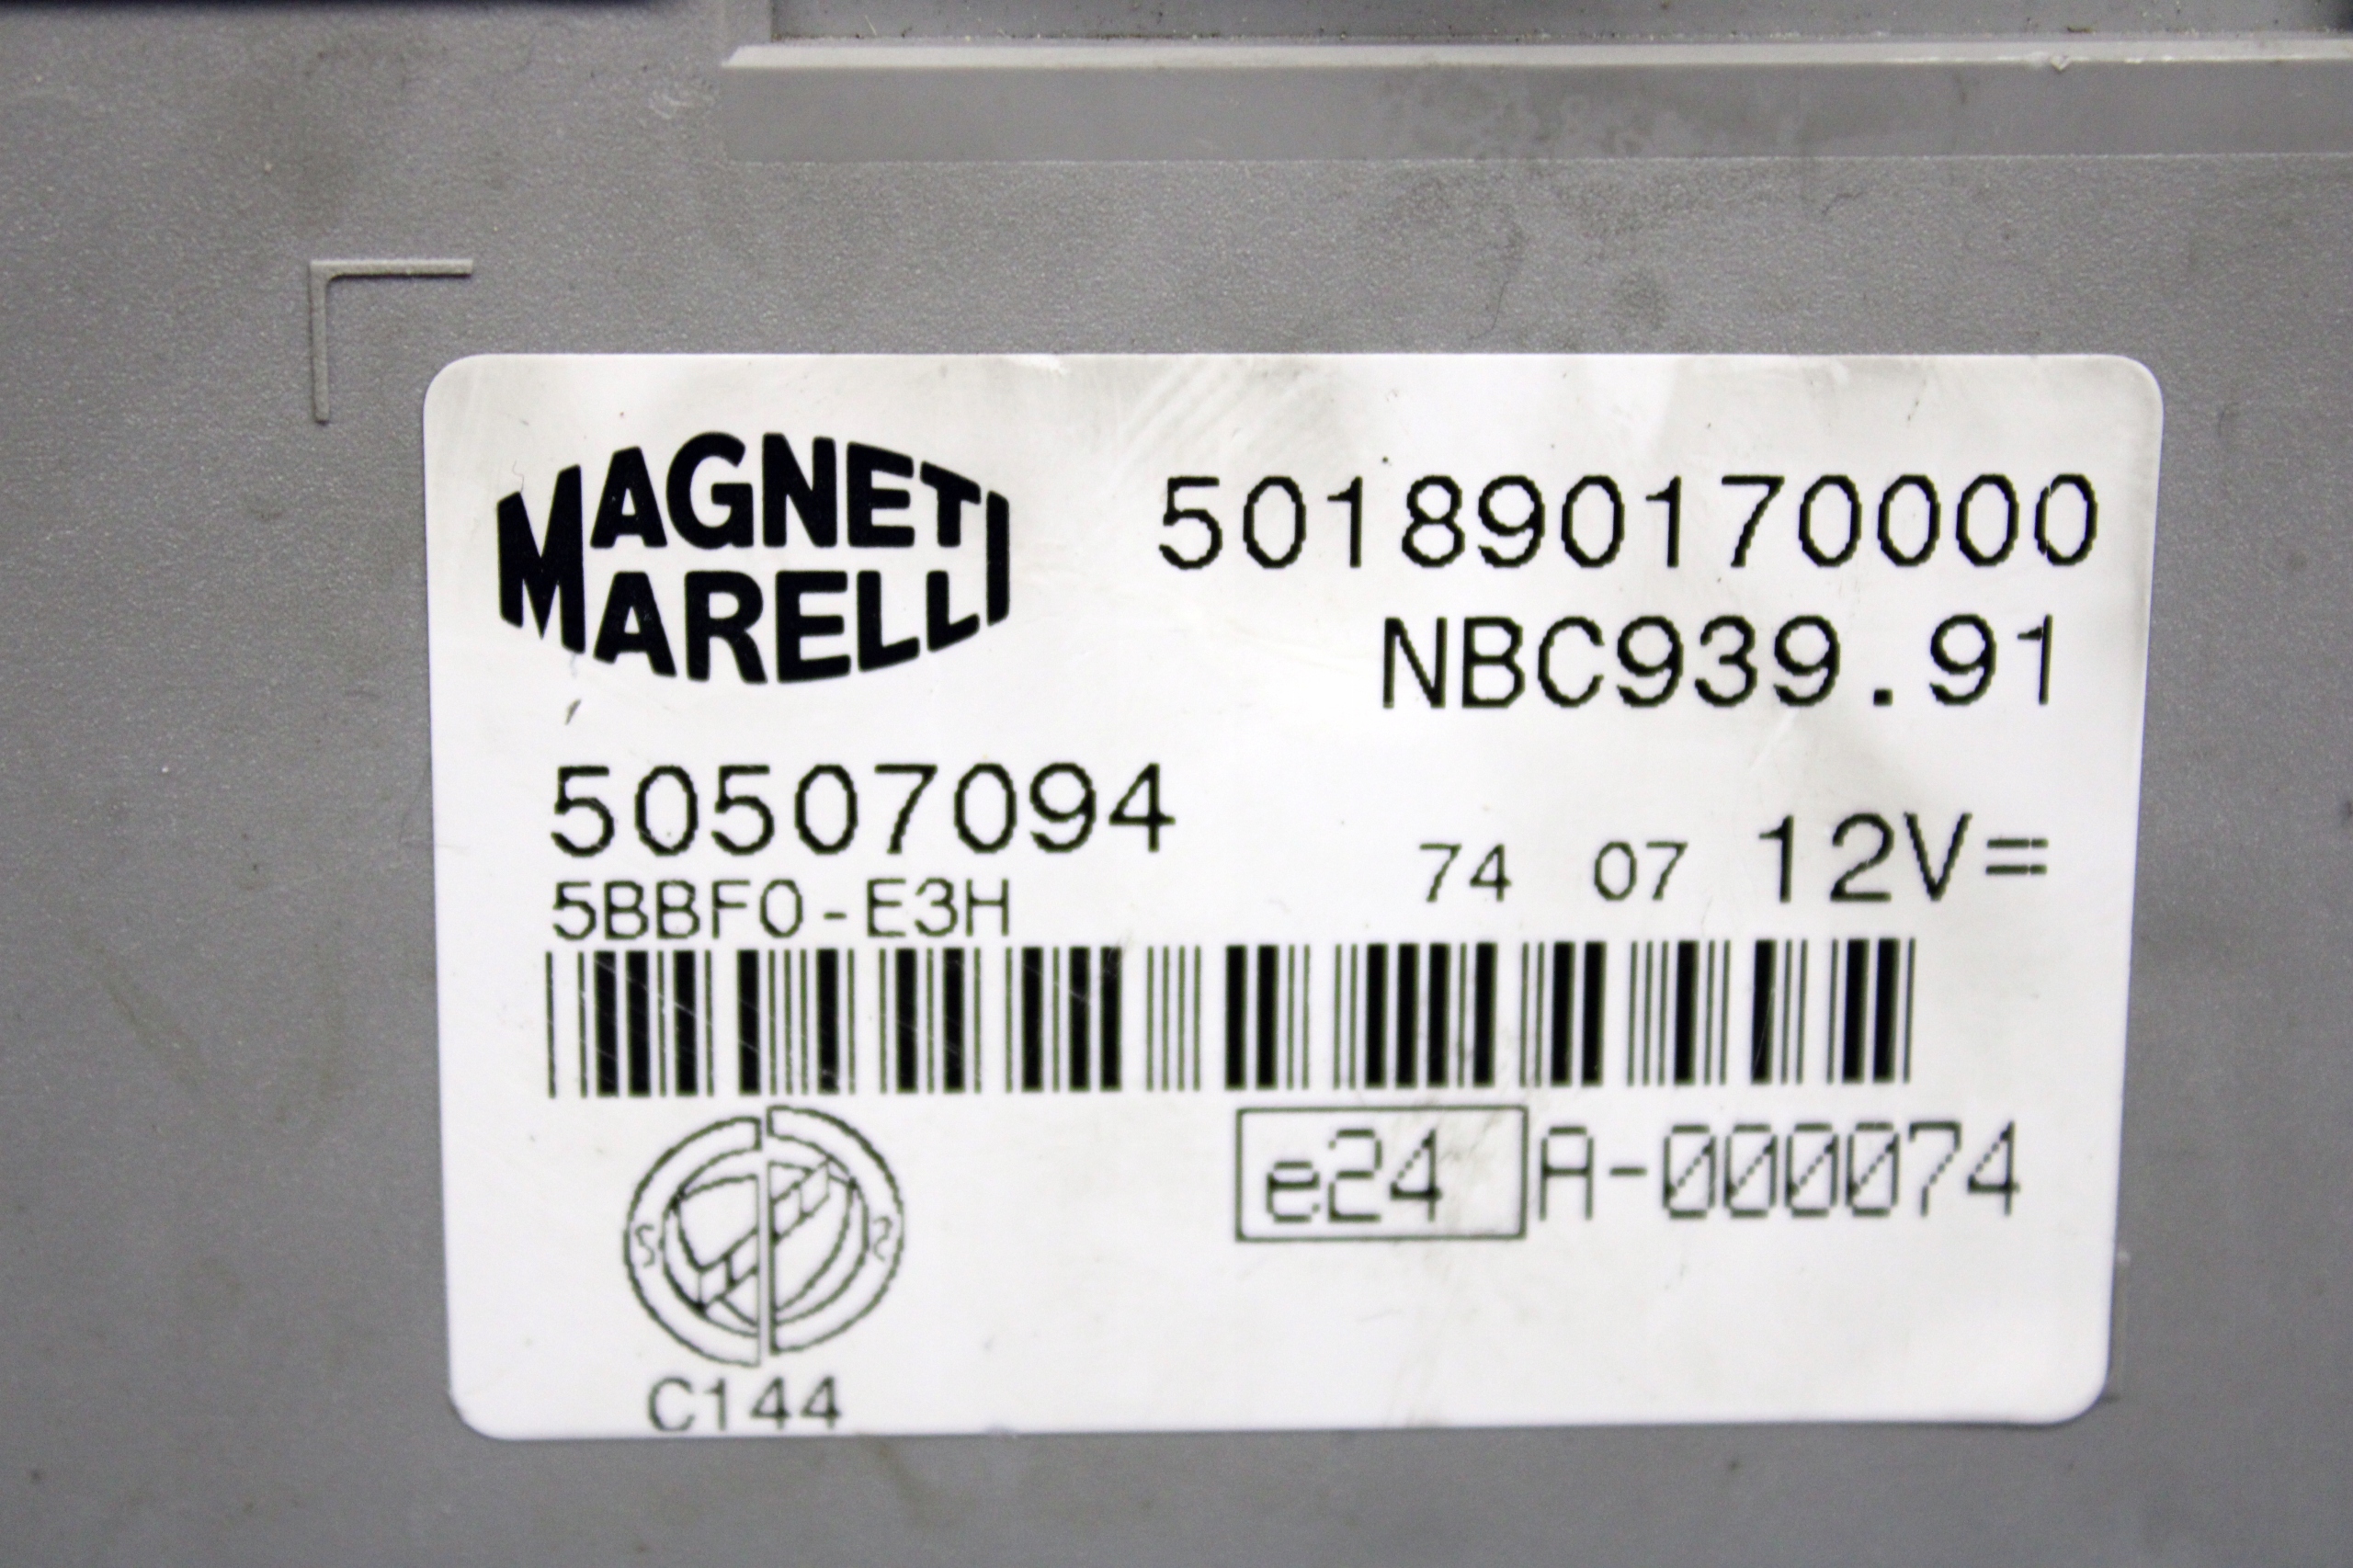 MAGNETI
MARELLI
501890170000
NBC939.91
50507094
74 07 12V=
5BBF0-E3H
e24 A-000074
C144